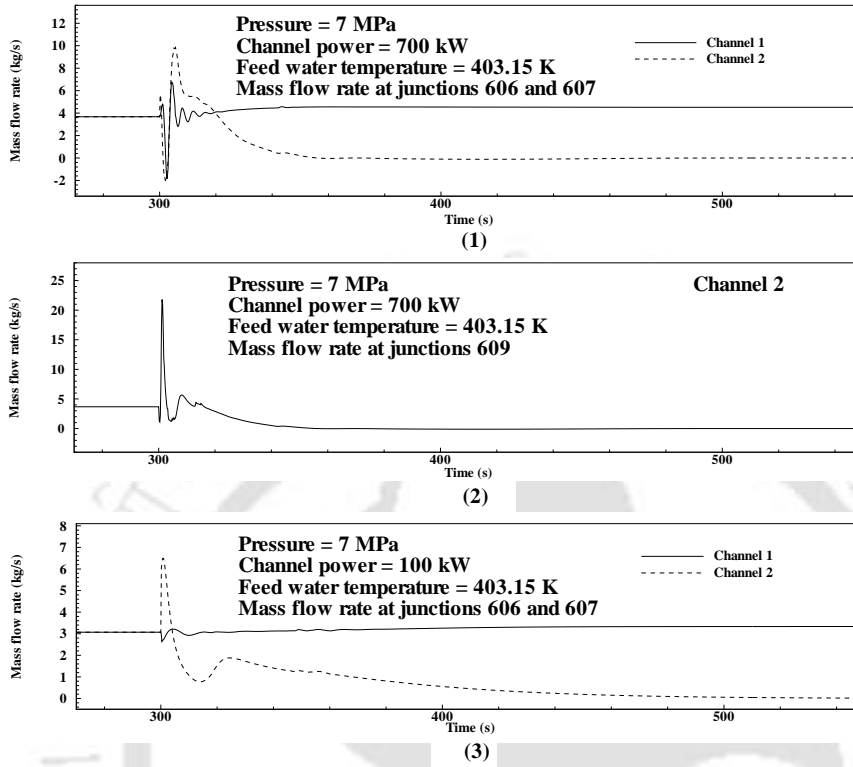 Pressure = 7 MPa
Channel power = 700 kW
Feed water temperature = 403.15 K
Mass flow rate at junctions 606 and 607
Channel 1
Channel 2
Mass flow rate (kg/s)
12
10
8
6
4
2
0
-2
300
400
500
Time (s)
(1)
Pressure = 7 MPa
Channel power = 700 kW
Feed water temperature = 403.15 K
Mass flow rate at junctions 609
Channel 2
Mass flow rate (kg/s)
25
20
15
10
5
0
300
400
500
Time (s)
(2)
Pressure = 7 MPa
Channel power = 100 kW
Feed water temperature = 403.15 K
Mass flow rate at junctions 606 and 607
Channel 1
Channel 2
Mass flow rate (kg/s)
8
7
6
5
4
3
2
1
0
300
400
500
Time (s)
(3)